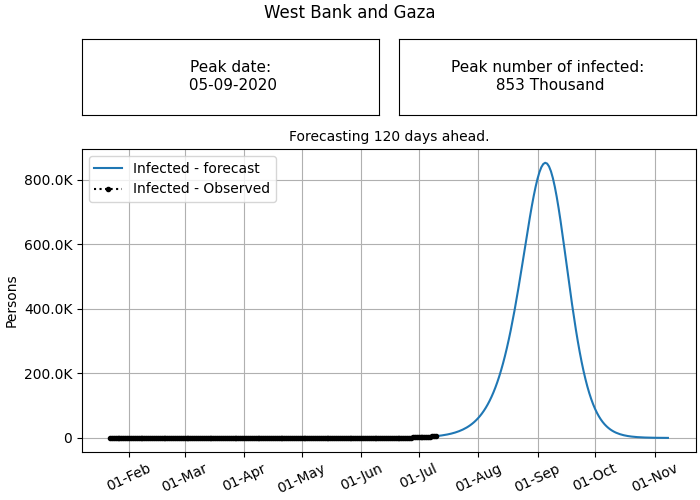 West Bank and Gaza
Peak date:
05-09-2020
Peak number of infected:
853 Thousand
Forecasting 120 days ahead.
Infected - forecast
Infected - Observed
800.0K
600.0K
400.0K
200.0K
0
Persons
01-Feb
01-Mar
01-Apr
01-May
01-Jun
01-Jul
01-Aug
01-Sep
01-Oct
01-Nov